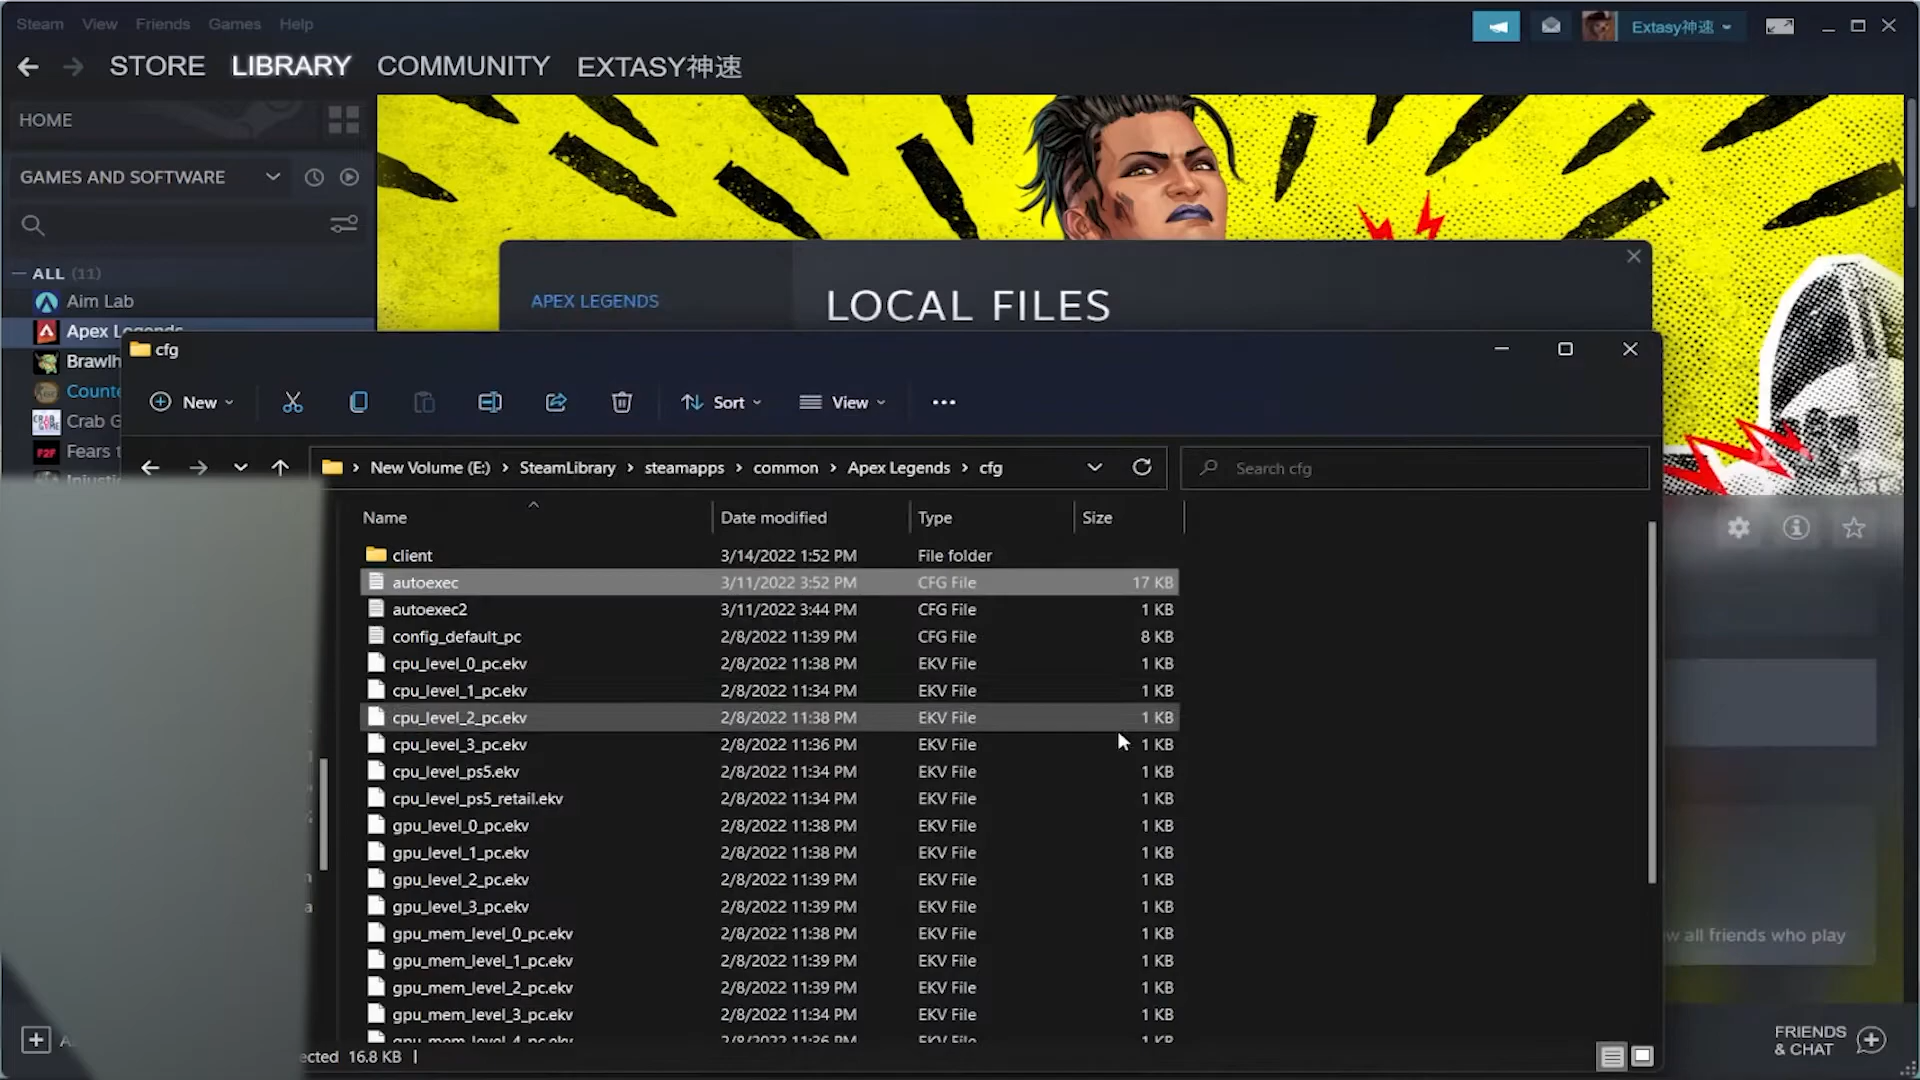 Steam View Friends Games Help
Extasy神速
STORE LIBRARY COMMUNITY EXTASY神速
HOME
GAMES AND SOFTWARE
ALL (11)
Aim Lab
Apex Legends
Brawlh
Counte
Crab G
Fears t
Injustic
APEX LEGENDS
LOCAL FILES
cfg
New Sort View
New Volume (E:) › SteamLibrary › steamapps › common › Apex Legends › cfg
Search cfg
Name Date modified Type Size
client 3/14/2022 1:52 PM File folder
autoexec 3/11/2022 3:52 PM CFG File 17 KB
autoexec2 3/11/2022 3:44 PM CFG File 1 KB
config_default_pc 2/8/2022 11:39 PM CFG File 8 KB
cpu_level_0_pc.ekv 2/8/2022 11:38 PM EKV File 1 KB
cpu_level_1_pc.ekv 2/8/2022 11:34 PM EKV File 1 KB
cpu_level_2_pc.ekv 2/8/2022 11:38 PM EKV File 1 KB
cpu_level_3_pc.ekv 2/8/2022 11:36 PM EKV File 1 KB
cpu_level_ps5.ekv 2/8/2022 11:34 PM EKV File 1 KB
cpu_level_ps5_retail.ekv 2/8/2022 11:34 PM EKV File 1 KB
gpu_level_0_pc.ekv 2/8/2022 11:38 PM EKV File 1 KB
gpu_level_1_pc.ekv 2/8/2022 11:38 PM EKV File 1 KB
gpu_level_2_pc.ekv 2/8/2022 11:39 PM EKV File 1 KB
gpu_level_3_pc.ekv 2/8/2022 11:39 PM EKV File 1 KB
gpu_mem_level_0_pc.ekv 2/8/2022 11:38 PM EKV File 1 KB
gpu_mem_level_1_pc.ekv 2/8/2022 11:39 PM EKV File 1 KB
gpu_mem_level_2_pc.ekv 2/8/2022 11:39 PM EKV File 1 KB
gpu_mem_level_3_pc.ekv 2/8/2022 11:34 PM EKV File 1 KB
gpu_mem_level_4_pc.ekv 2/8/2022 11:36 PM EKV File 1 KB
ected 16.8 KB
w all friends who play
FRIENDS
& CHAT